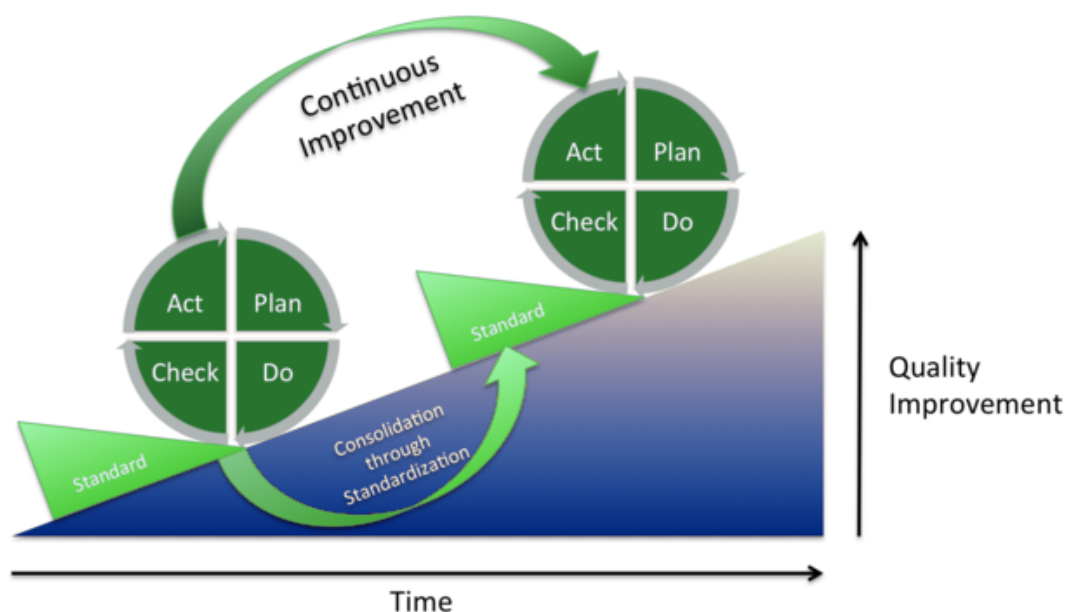 Continuous
Improvement
Act
Plan
Check
Do
Act
Plan
Check
Do
Standard
Standard
Consolidation
through
Standardization
Quality
Improvement
Time